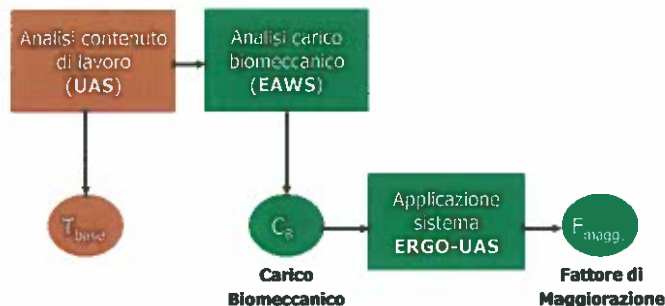 Analisi contenuto
di lavoro
(UAS)
Analisi carico
biomeccanico
(EAWS)
T base
C B
Applicazione
sistema
ERGO-UAS
F magg.
Carico
Biomeccanico
Fattore di
Maggiorazione